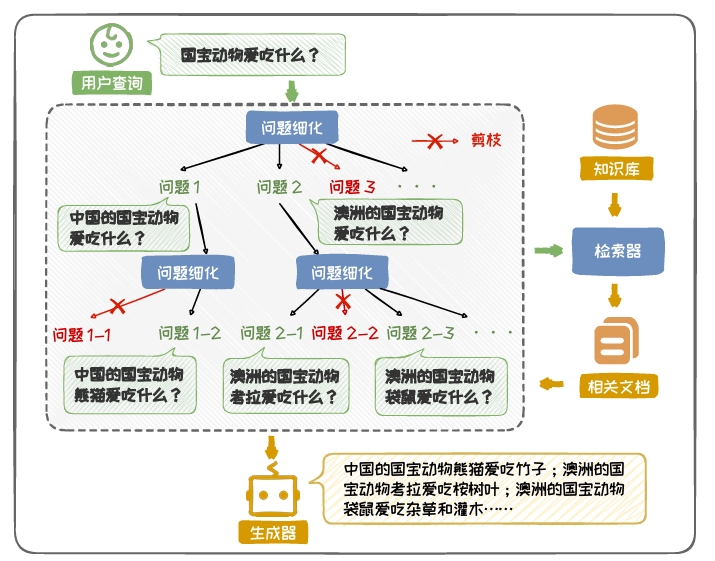 国宝动物爱吃什么？
用户查询
问题细化
剪枝
问题 1
问题 2
问题 3
· · ·
中国的国宝动物
爱吃什么？
澳洲的国宝动物
爱吃什么？
知识库
检索器
问题细化
问题细化
问题 1-1
问题 1-2
问题 2-1
问题 2-2
问题 2-3
· · ·
中国的国宝动物
熊猫爱吃什么？
澳洲的国宝动物
考拉爱吃什么？
澳洲的国宝动物
袋鼠爱吃什么？
相关文档
中国的国宝动物熊猫爱吃竹子；澳洲的国
宝动物考拉爱吃桉树叶；澳洲的国宝动物
袋鼠爱吃杂草和灌木……
生成器